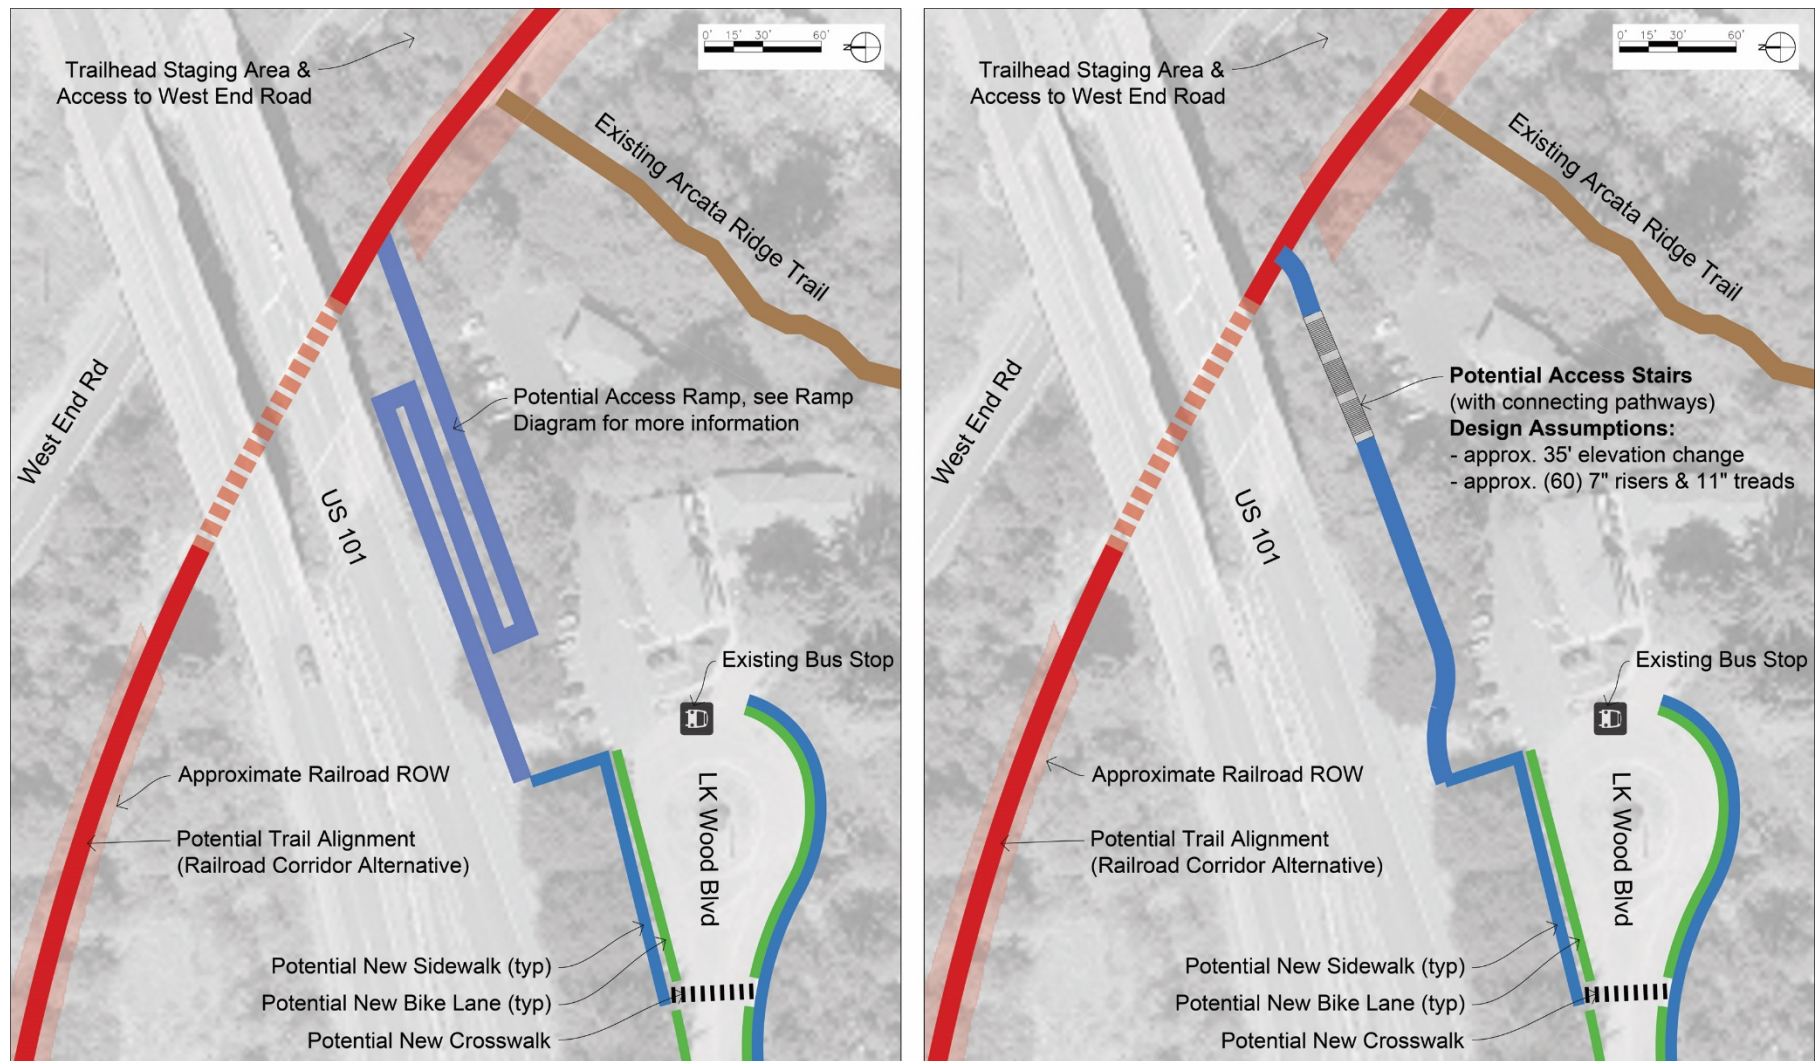 0' 15' 30' 60'
N
Trailhead Staging Area &
Access to West End Road
Existing Arcata Ridge Trail
West End Rd
Potential Access Ramp, see Ramp
Diagram for more information
US 101
Existing Bus Stop
Approximate Railroad ROW
LK Wood Blvd
Potential Trail Alignment
(Railroad Corridor Alternative)
Potential New Sidewalk (typ)
Potential New Bike Lane (typ)
Potential New Crosswalk
0' 15' 30' 60'
N
Trailhead Staging Area &
Access to West End Road
Existing Arcata Ridge Trail
West End Rd
Potential Access Stairs
(with connecting pathways)
Design Assumptions:
- approx. 35' elevation change
- approx. (60) 7" risers & 11" treads
US 101
Existing Bus Stop
Approximate Railroad ROW
LK Wood Blvd
Potential Trail Alignment
(Railroad Corridor Alternative)
Potential New Sidewalk (typ)
Potential New Bike Lane (typ)
Potential New Crosswalk